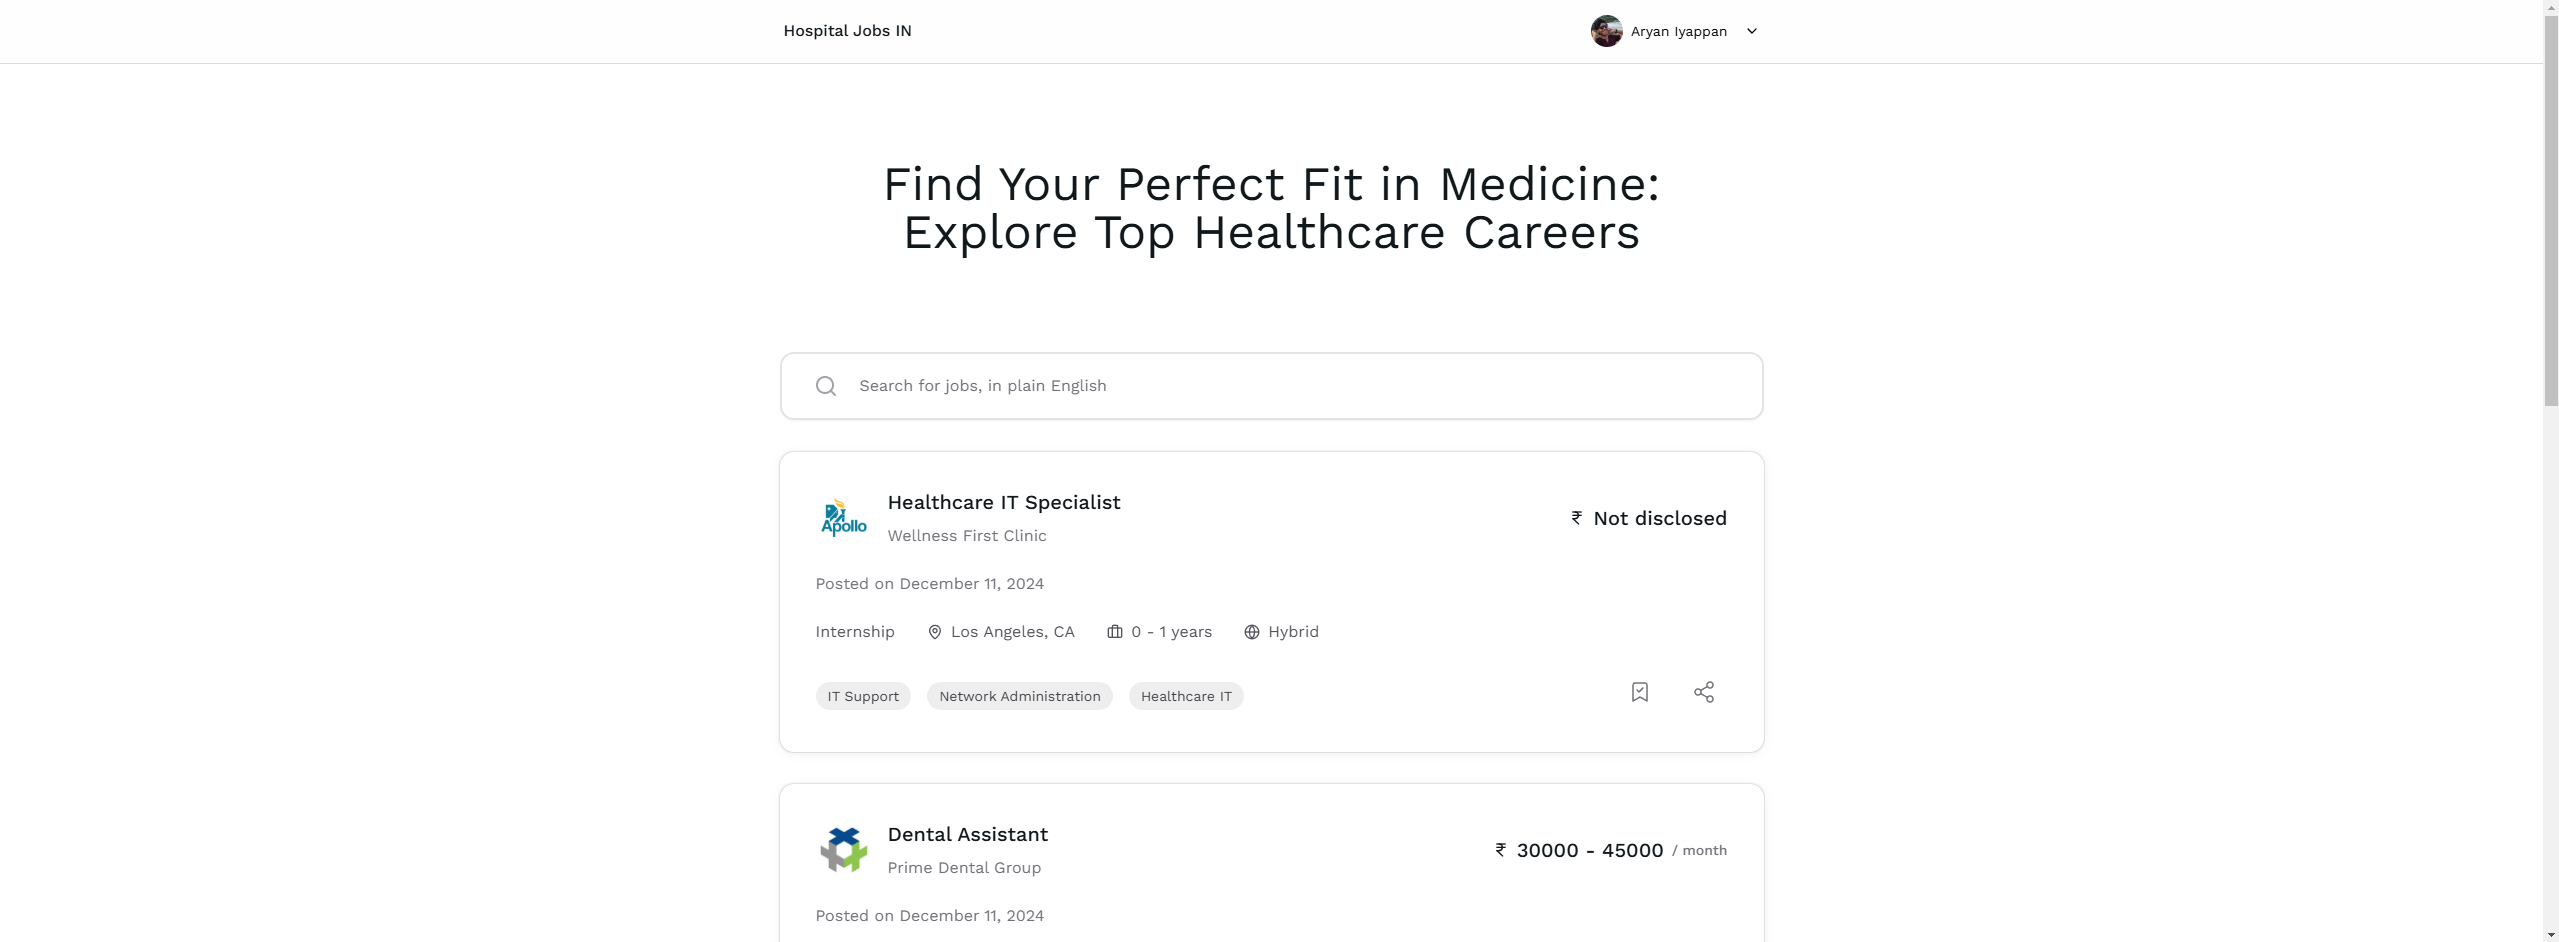 Hospital Jobs IN
Aryan Iyappan
Find Your Perfect Fit in Medicine:
Explore Top Healthcare Careers
Search for jobs, in plain English
Apollo
Healthcare IT Specialist
Wellness First Clinic
₹ Not disclosed
Posted on December 11, 2024
Internship Los Angeles, CA 0 - 1 years Hybrid
IT Support Network Administration Healthcare IT
Dental Assistant
Prime Dental Group
₹ 30000 - 45000 / month
Posted on December 11, 2024